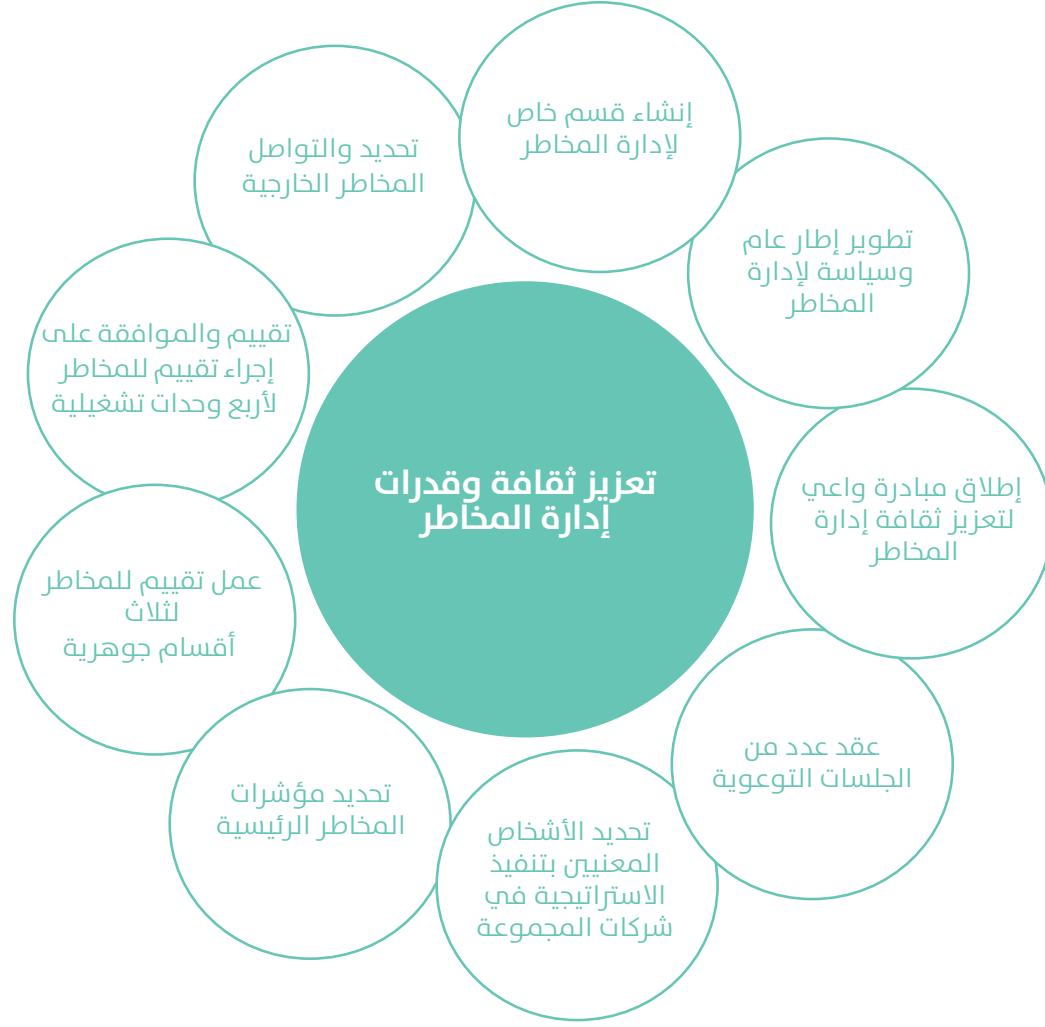 إنشاء قسم خاص
لإدارة المخاطر
تطوير إطار عام
وسياسة لإدارة
المخاطر
إطلاق مبادرة واعي
لتعزيز ثقافة إدارة
المخاطر
عقد عدد من
الجلسات التوعوية
تحديد الأشخاص
المعنيين بتنفيذ
الاستراتيجية في
شركات المجموعة
تحديد مؤشرات
المخاطر الرئيسية
عمل تقييم للمخاطر
لثلاث
أقسام جوهرية
تقييم والموافقة على
إجراء تقييم للمخاطر
لأربع وحدات تشغيلية
تحديد والتواصل
المخاطر الخارجية
تعزيز ثقافة وقدرات
إدارة المخاطر